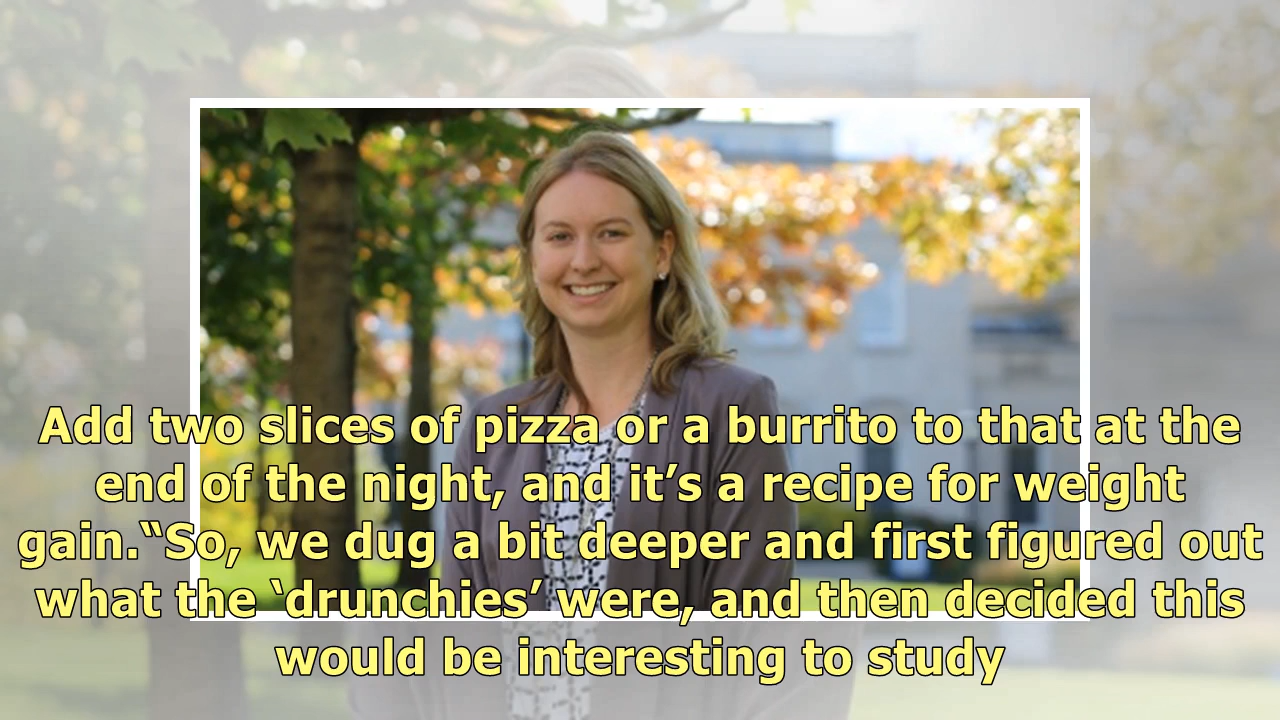 Add two slices of pizza or a burrito to that at the
end of the night, and it’s a recipe for weight
gain.“So, we dug a bit deeper and first figured out
what the ‘drunchies’ were, and then decided this
would be interesting to study